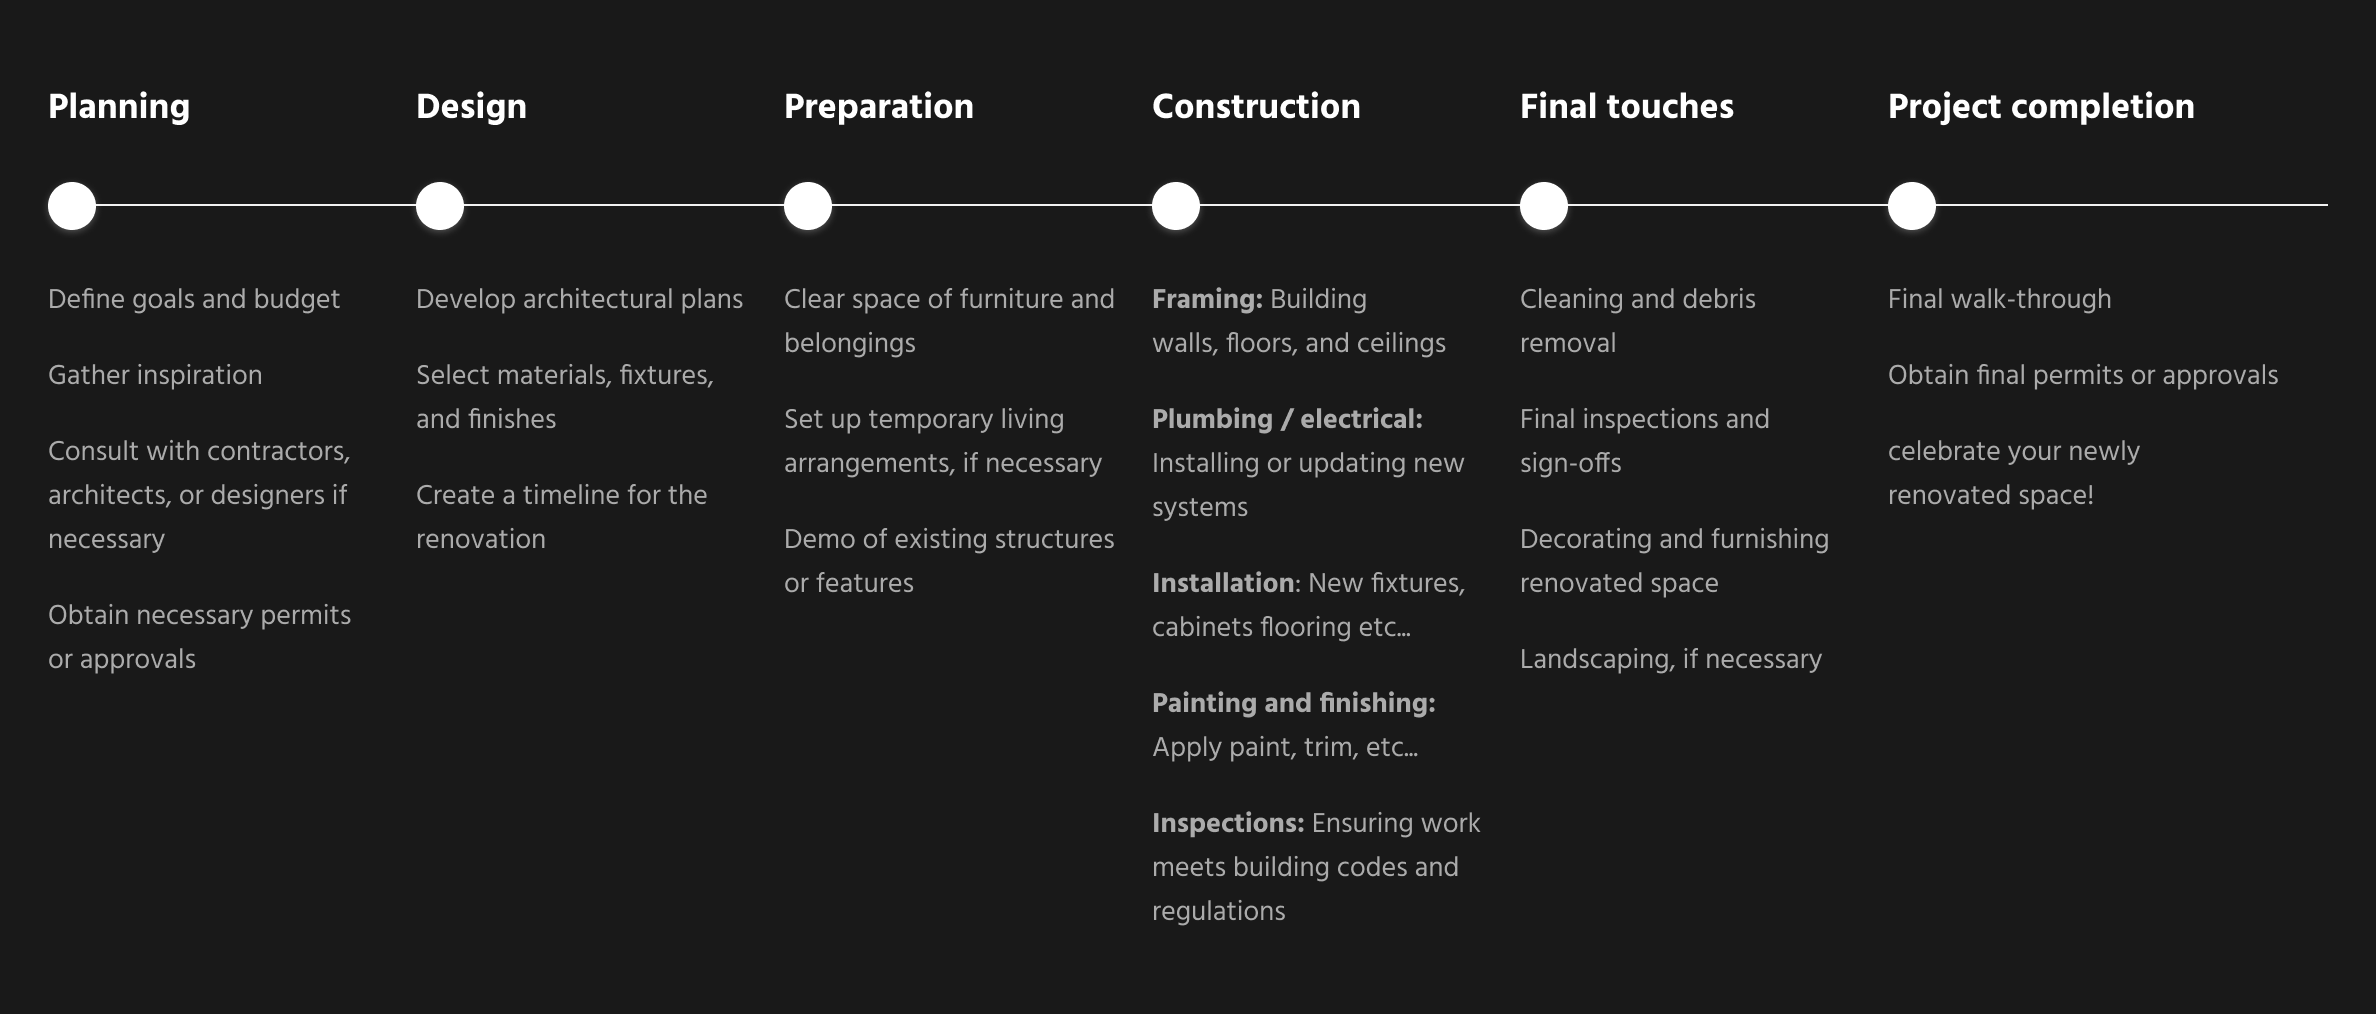 Planning
Define goals and budget
Gather inspiration
Consult with contractors,
architects, or designers if
necessary
Obtain necessary permits
or approvals
Design
Develop architectural plans
Select materials, fixtures,
and finishes
Create a timeline for the
renovation
Preparation
Clear space of furniture and
belongings
Set up temporary living
arrangements, if necessary
Demo of existing structures
or features
Construction
Framing: Building
walls, floors, and ceilings
Plumbing / electrical:
Installing or updating new
systems
Installation: New fixtures,
cabinets flooring etc...
Painting and finishing:
Apply paint, trim, etc...
Inspections: Ensuring work
meets building codes and
regulations
Final touches
Cleaning and debris
removal
Final inspections and
sign-offs
Decorating and furnishing
renovated space
Landscaping, if necessary
Project completion
Final walk-through
Obtain final permits or approvals
celebrate your newly
renovated space!